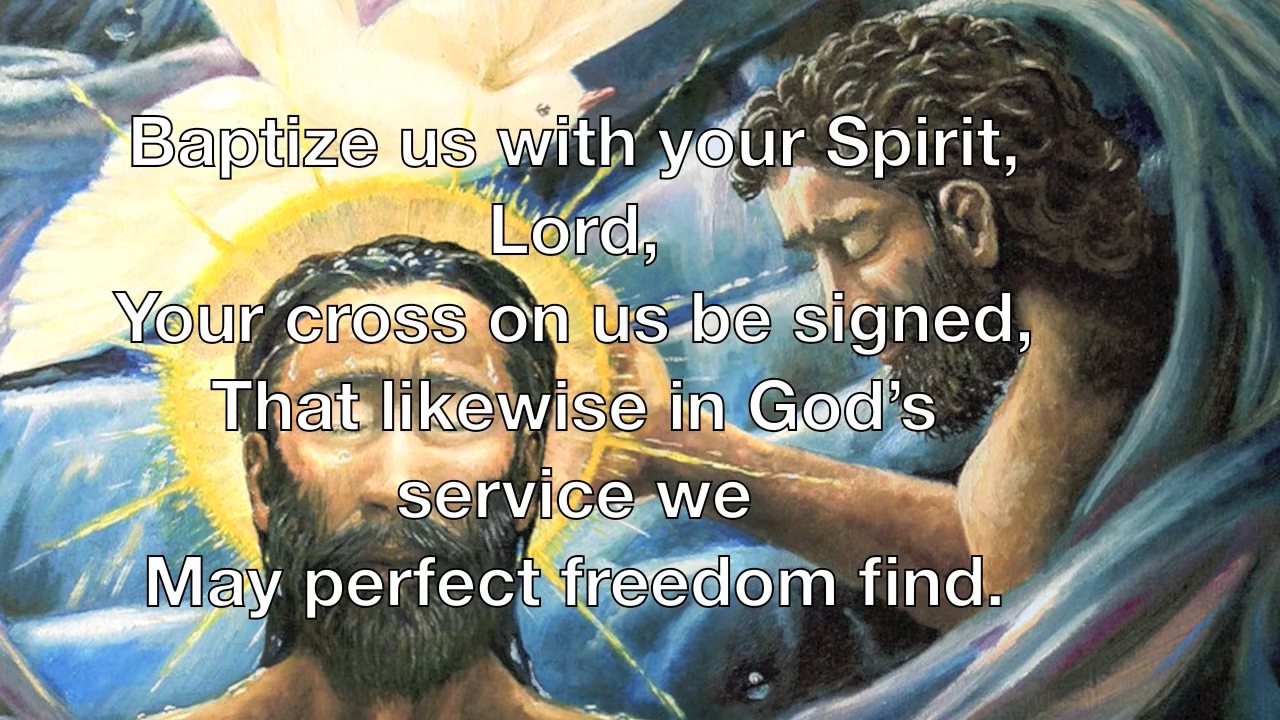 Baptize us with your Spirit,
Lord,
Your cross on us be signed,
That likewise in God’s
service we
May perfect freedom find.